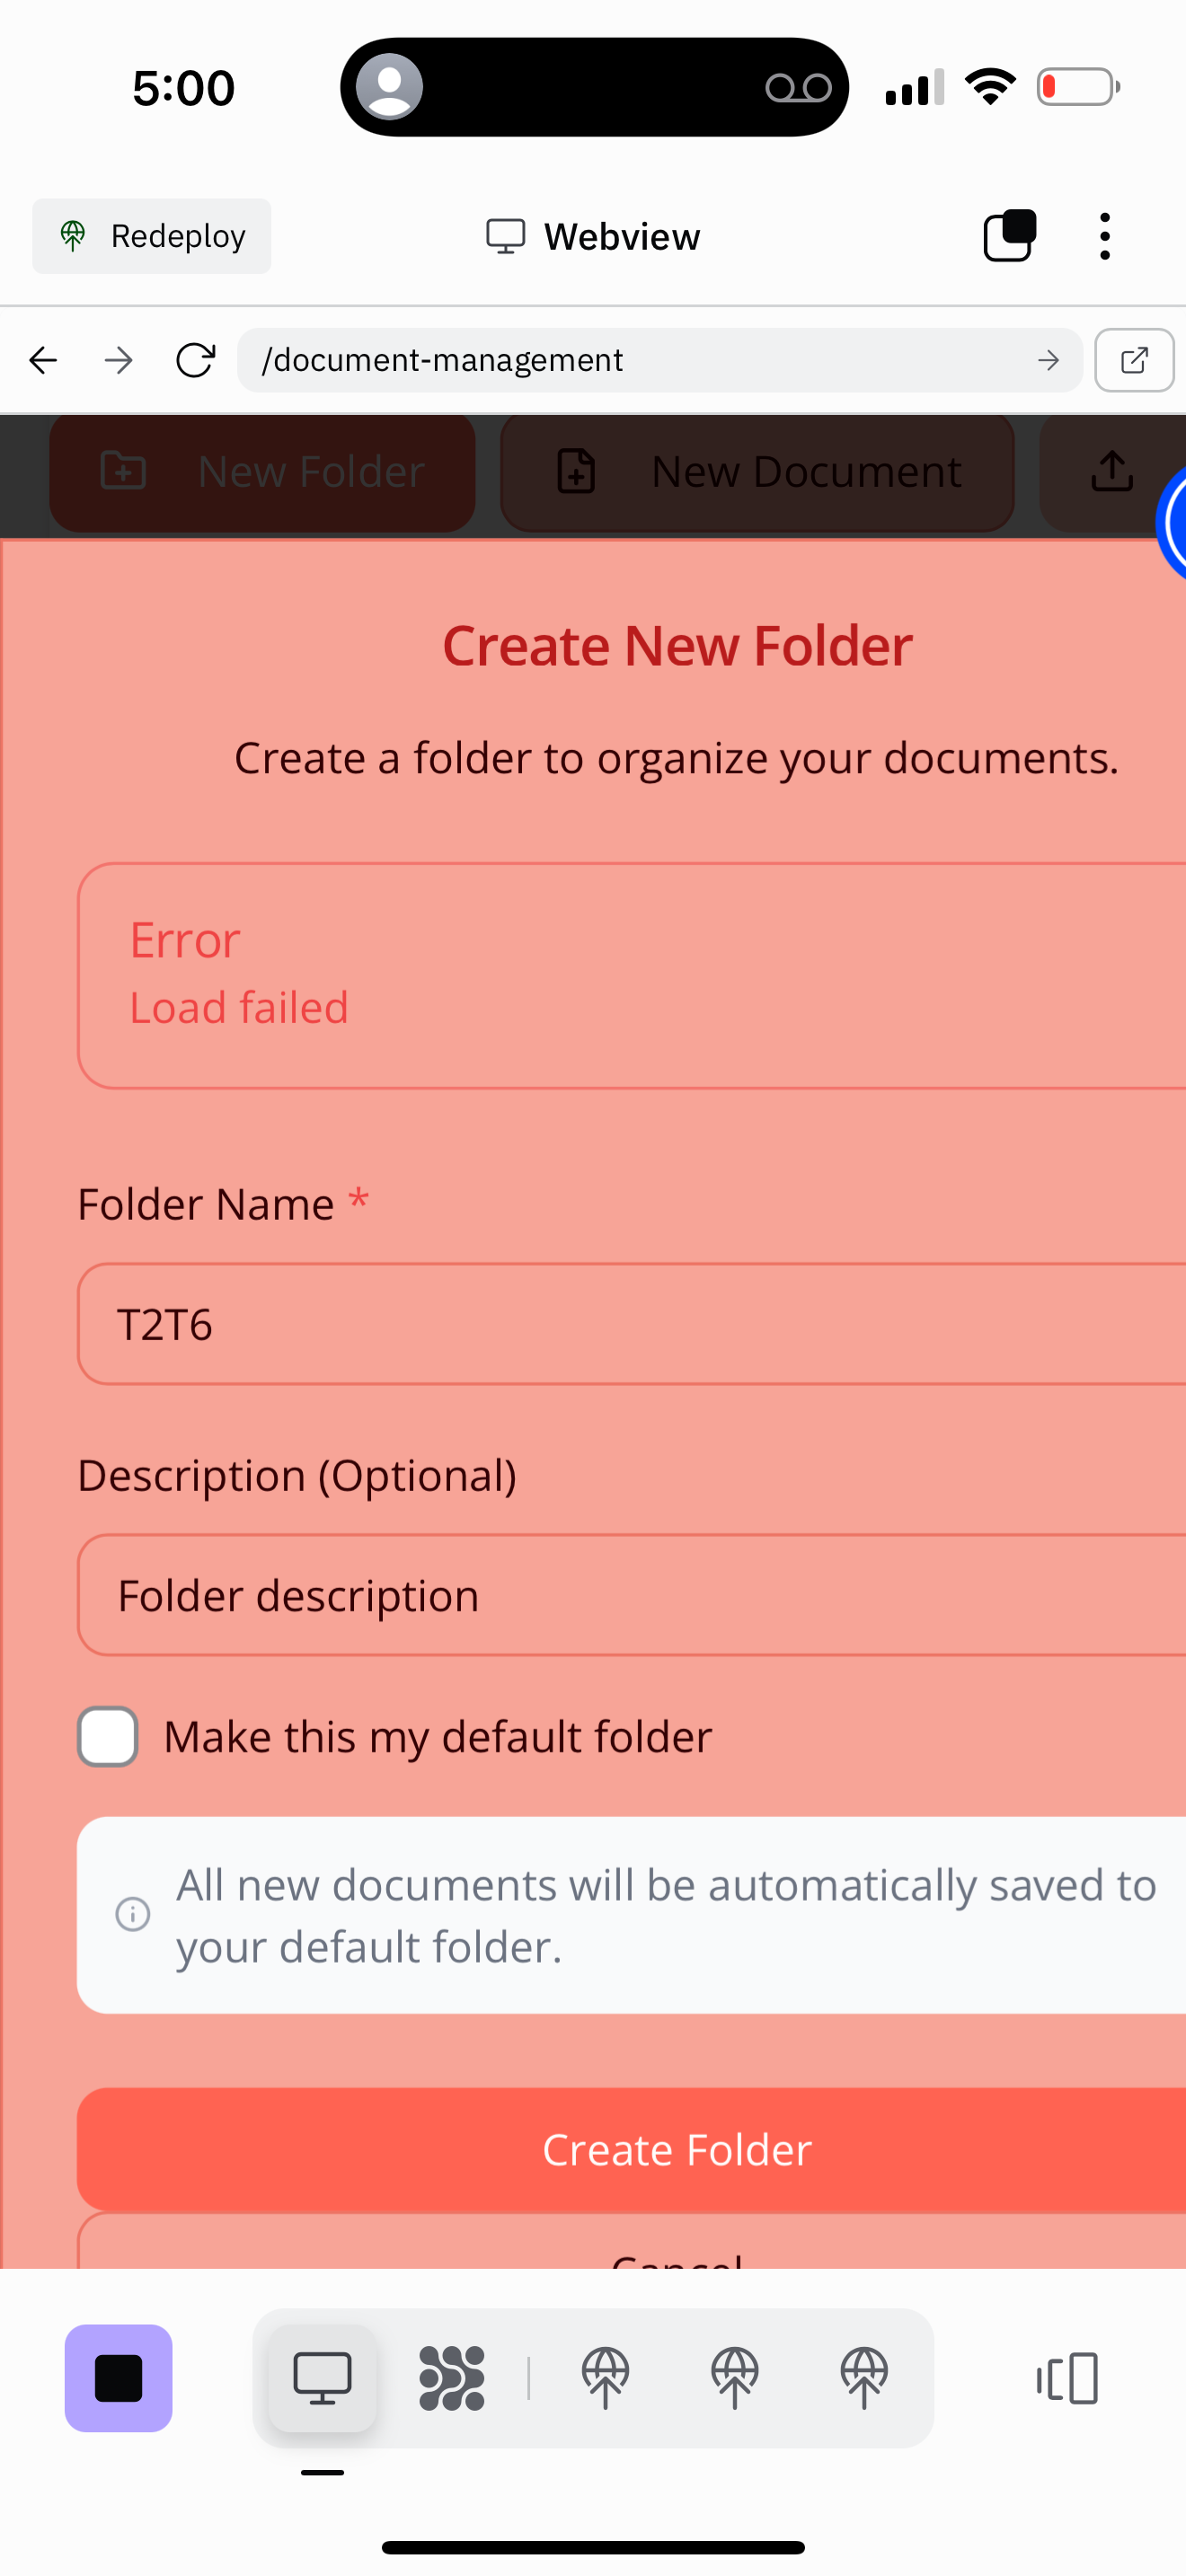 5:00
Redeploy
Webview
/document-management
New Folder
New Document
Create New Folder
Create a folder to organize your documents.
Error
Load failed
Folder Name *
T2T6
Description (Optional)
Folder description
Make this my default folder
All new documents will be automatically saved to
your default folder.
Create Folder
Cancel